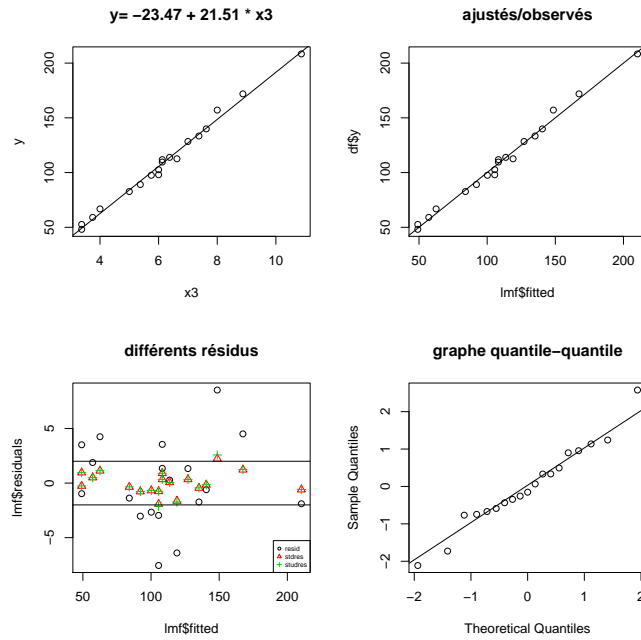 y= −23.47 + 21.51 * x3
y
50
100
150
200
4
6
8
10
x3
ajustés/observés
df$y
50
100
150
200
50
100
150
200
lmf$fitted
différents résidus
lmf$residuals
−5
0
5
50
100
150
200
lmf$fitted
resid
stdres
studres
graphe quantile−quantile
Sample Quantiles
−2
−1
0
1
2
−2
−1
0
1
2
Theoretical Quantiles